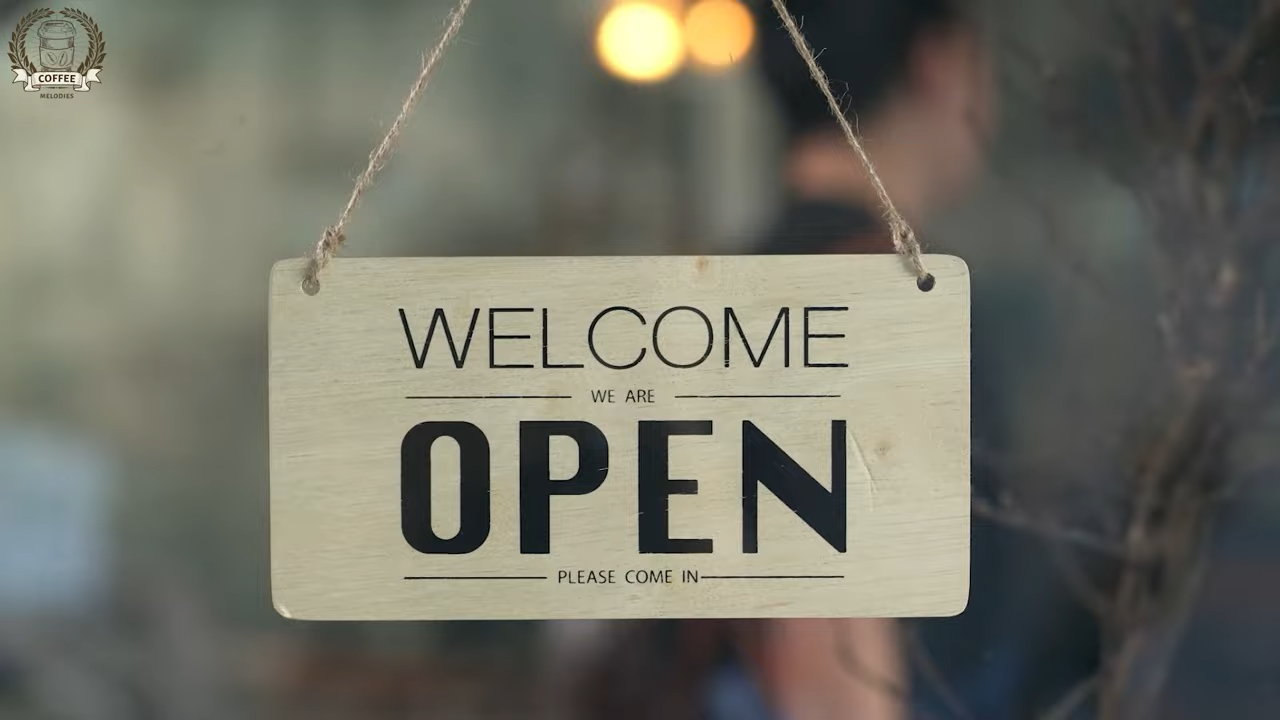 COFFEE
MELODIES
WELCOME
WE ARE
OPEN
PLEASE COME IN